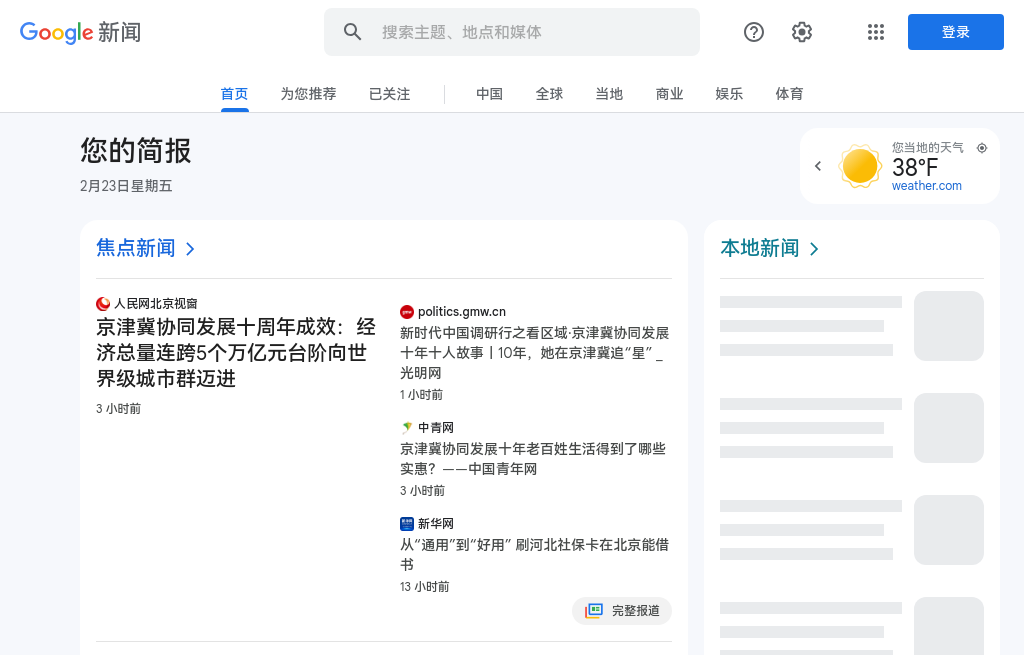 Google 新闻
搜索主题、地点和媒体
登录
首页
为您推荐
已关注
中国
全球
当地
商业
娱乐
体育
您的简报
2月23日星期五
您当地的天气
38°F
weather.com
焦点新闻
人民网北京视窗
京津冀协同发展十周年成效：经
济总量连跨5个万亿元台阶向世
界级城市群迈进
3 小时前
politics.gmw.cn
新时代中国调研行之看区域·京津冀协同发展
十年十人故事丨10年，她在京津冀追“星” _
光明网
1 小时前
中青网
京津冀协同发展十年老百姓生活得到了哪些
实惠？——中国青年网
3 小时前
新华网
从“通用”到“好用” 刷河北社保卡在北京能借
书
13 小时前
完整报道
本地新闻